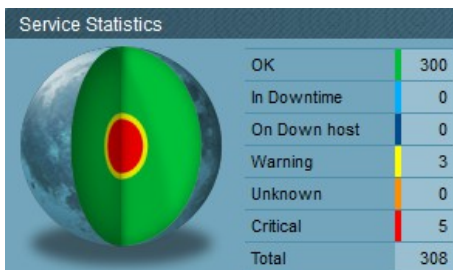 Service Statistics
OK 300
In Downtime 0
On Down host 0
Warning 3
Unknown 0
Critical 5
Total 308